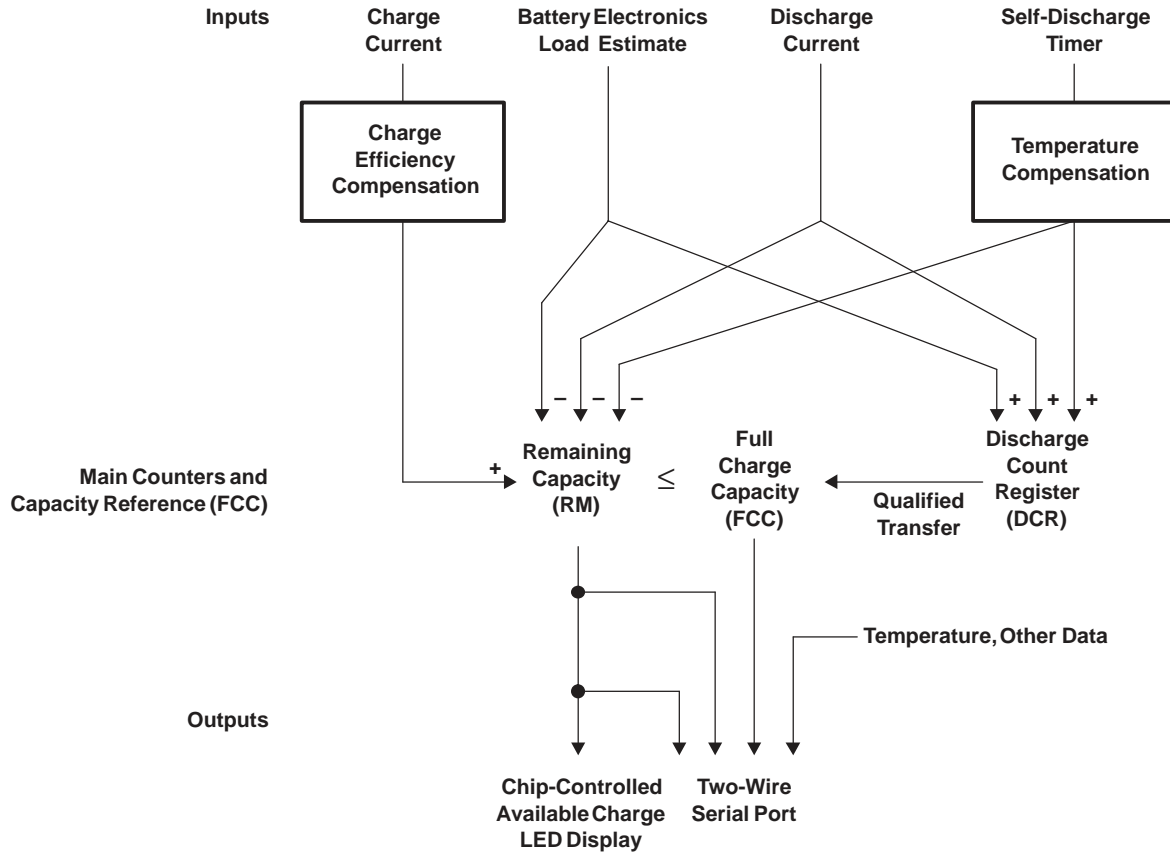 Inputs
Charge
Current
Battery Electronics
Load Estimate
Discharge
Current
Self-Discharge
Timer
Charge
Efficiency
Compensation
Temperature
Compensation
– – –
+ + +
Main Counters and
Capacity Reference (FCC)
+
Remaining
Capacity
(RM)
≤
Full
Charge
Capacity
(FCC)
Qualified
Transfer
Discharge
Count
Register
(DCR)
Temperature, Other Data
Outputs
Chip-Controlled
Available Charge
LED Display
Two-Wire
Serial Port